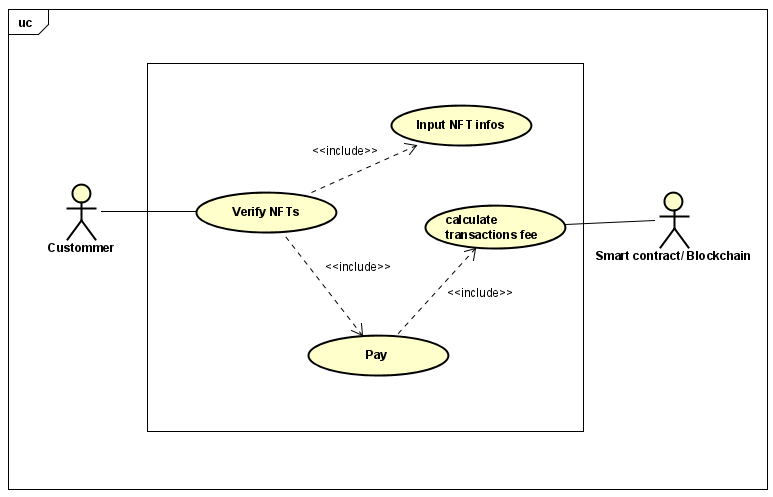 uc
Input NFT infos
<<include>>
Verify NFTs
calculate
transactions fee
Custommer
Smart contract/ Blockchain
<<include>>
<<include>>
Pay